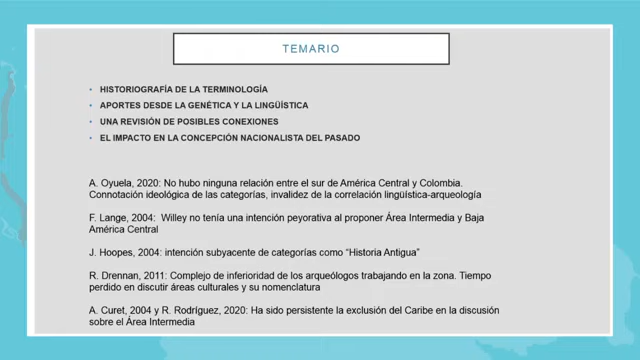 TEMARIO
• HISTORIOGRAFÍA DE LA TERMINOLOGÍA
• APORTES DESDE LA GENÉTICA Y LA LINGÜÍSTICA
• UNA REVISIÓN DE POSIBLES CONEXIONES
• EL IMPACTO EN LA CONCEPCIÓN NACIONALISTA DEL PASADO
A. Oyuela, 2020: No hubo ninguna relación entre el sur de América Central y Colombia.
Connotación ideológica de las categorías, invalidez de la correlación lingüística-arqueología
F. Lange, 2004: Willey no tenía una intención peyorativa al proponer Área Intermedia y Baja
América Central
J. Hoopes, 2004: intención subyacente de categorías como “Historia Antigua”
R. Drennan, 2011: Complejo de inferioridad de los arqueólogos trabajando en la zona. Tiempo
perdido en discutir áreas culturales y su nomenclatura
A. Curet, 2004 y R. Rodríguez, 2020: Ha sido persistente la exclusión del Caribe en la discusión
sobre el Área Intermedia